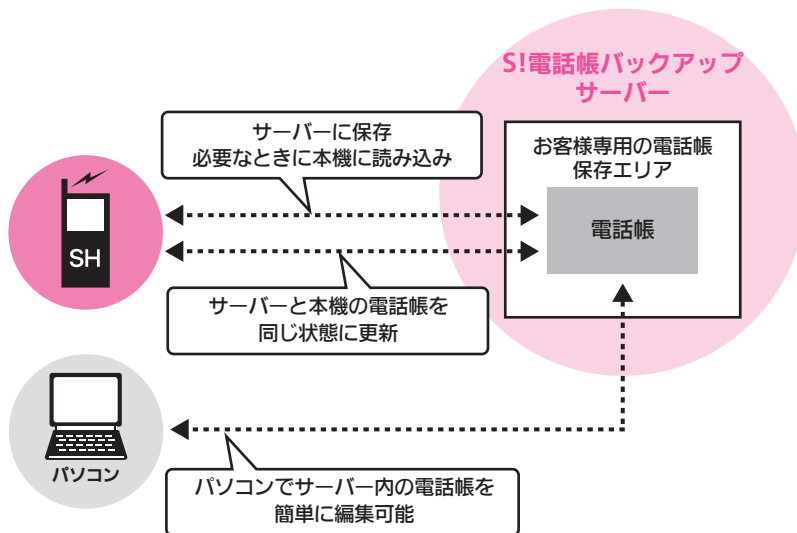 S!電話帳バックアップ
サーバー
サーバーに保存
必要なときに本機に読み込み
お客様専用の電話帳
保存エリア
電話帳
SH
サーバーと本機の電話帳を
同じ状態に更新
パソコン
パソコンでサーバー内の電話帳を
簡単に編集可能